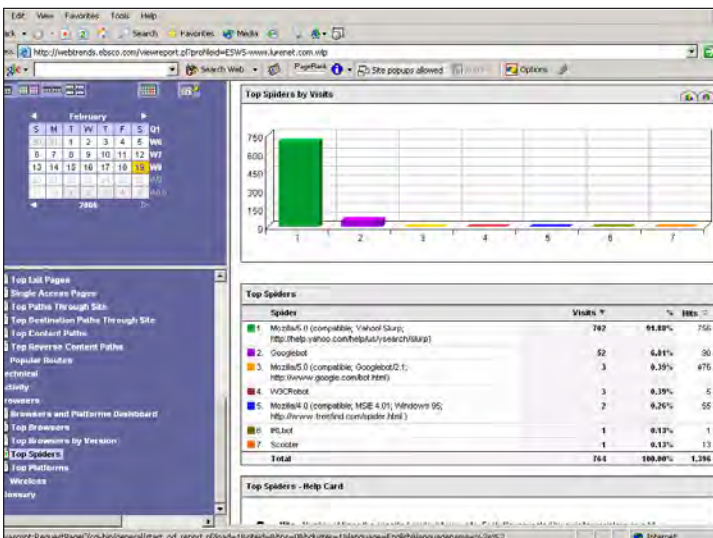 Edit View Favorites Tools Help
Search Favorites Media
http://webtrends.ebsco.com/viewreport.pl?profileid=ESWS-www.lurenet.com.wlp
Search Web PageRank Site popups allowed Options
February
S M T W T F S Q1
1 2 3 4 5 W6
6 7 8 9 10 11 12 W7
13 14 15 16 17 18 19 W8
Top Exit Pages
Single Access Pages
Top Paths Through Site
Top Destination Paths Through Site
Top Content Paths
Top Reverse Content Paths
Popular Routes
Browsers and Platforms Dashboard
Top Browsers
Top Browsers by Version
Top Spiders
Top Platforms
Wireless
Top Spiders by Visits
750
600
450
300
150
0
1 2 3 4 5 6 7
Top Spiders
Spider Visits % Hits
1. Mozilla/5.0 (compatible; Yahoo! Slurp; 702 91.88% 756
http://help.yahoo.com/help/us/ysearch/slurp)
2. Googlebot 52 6.81%
3. Mozilla/5.0 (compatible; Googlebot/2.1; 3 0.39% 476
http://www.google.com/bot.html)
4. W3CRobot 3 0.39% 5
5. Mozilla/4.0 (compatible; MSIE 4.01; Windows 95; 2 0.26% 55
http://www.treefind.com/spider.html )
6 IRLbot 1 0.13% 1
7. Scooter 1 0.13% 13
Total 764 100.00% 1,396
Top Spiders - Help Card
Internet